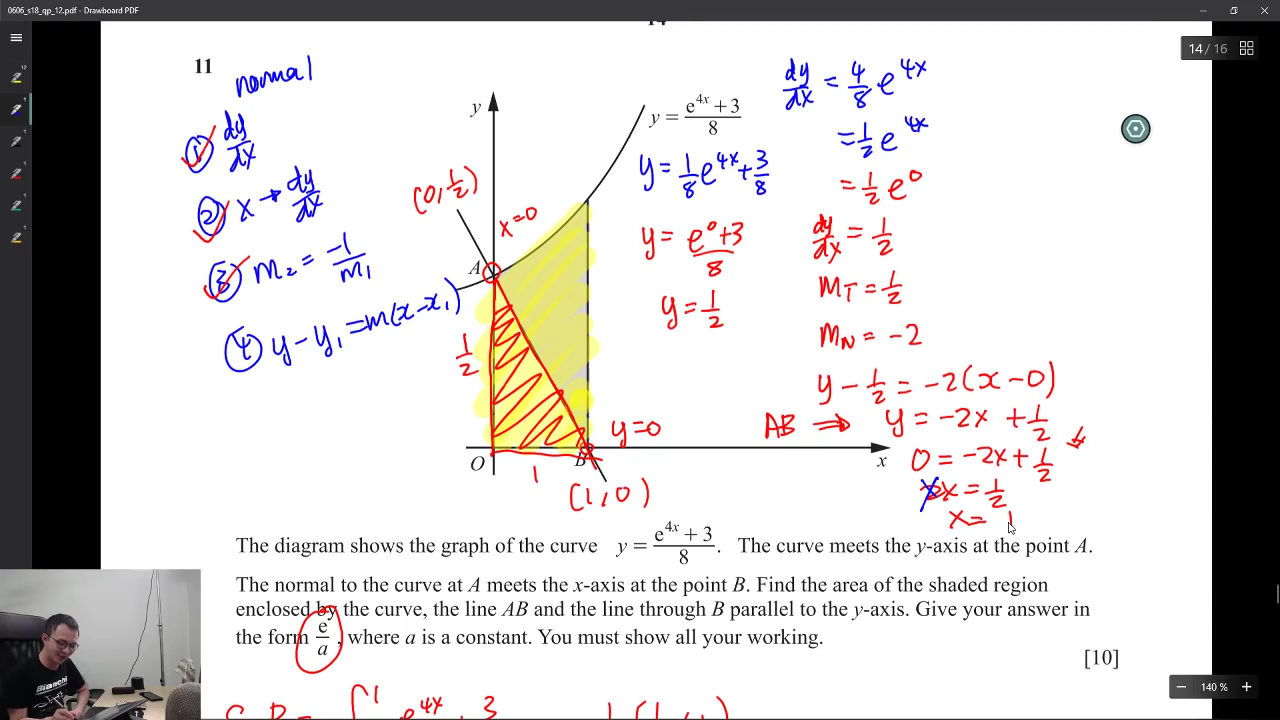 0606_s18_qp_12.pdf - Drawboard PDF
14 / 16
11
normal
① dy/dx
② x → dy/dx
③ m₂ = -1/m₁
④ y - y₁ = m(x - x₁)
y
y = (e^4x + 3)/8
y = 1/8 e^4x + 3/8
y = (e^0 + 3)/8
y = 1/2
(0, 1/2)
x=0
A
1/2
O
1
B
y=0
(1, 0)
x
dy/dx = 4/8 e^4x
= 1/2 e^4x
= 1/2 e^0
dy/dx = 1/2
m_T = 1/2
m_N = -2
y - 1/2 = -2(x - 0)
AB ⇒ y = -2x + 1/2
0 = -2x + 1/2
2x = 1/2
x = 1
The diagram shows the graph of the curve y = (e^4x + 3)/8. The curve meets the y-axis at the point A.
The normal to the curve at A meets the x-axis at the point B. Find the area of the shaded region
enclosed by the curve, the line AB and the line through B parallel to the y-axis. Give your answer in
the form e/a, where a is a constant. You must show all your working.
[10]
140 %